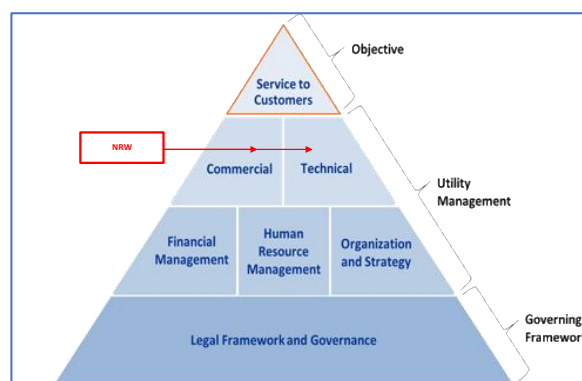 Objective
Service to
Customers
NRW
Commercial
Technical
Utility
Management
Financial
Management
Human
Resource
Management
Organization
and Strategy
Governing
Framework
Legal Framework and Governance